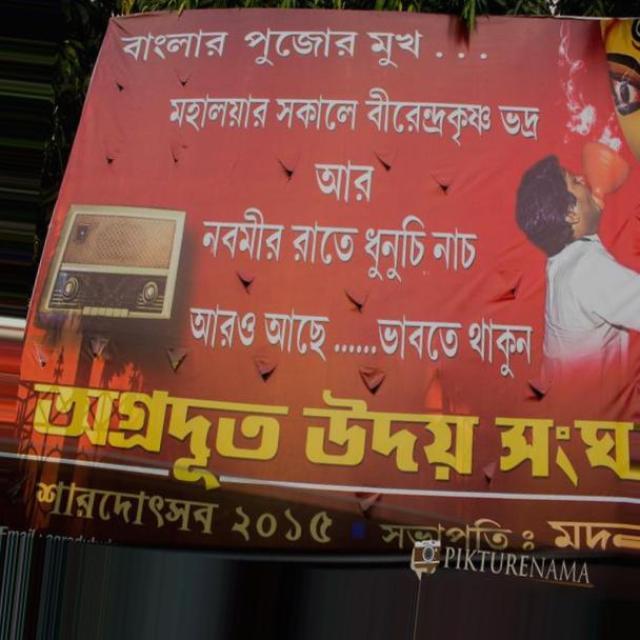 বাংলার পুজোর মুখ . . .
মহালয়ার সকালে বীরেন্দ্রকৃষ্ণ ভদ্র
আর
নবমীর রাতে ধুনুচি নাচ
আরও আছে ......ভাবতে থাকুন
অগ্রদূত উদয় সংঘ
শারদোৎসব ২০১৫ ▪ সভাপতি ঃ মদন
Email :
PIKTURENAMA